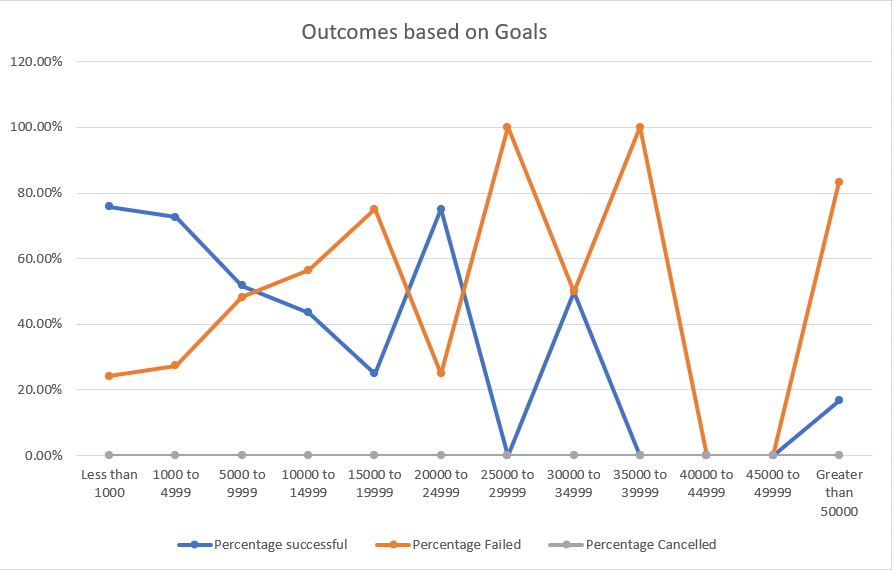 Outcomes based on Goals
120.00%
100.00%
80.00%
60.00%
40.00%
20.00%
0.00%
Less than 1000
1000 to 4999
5000 to 9999
10000 to 14999
15000 to 19999
20000 to 24999
25000 to 29999
30000 to 34999
35000 to 39999
40000 to 44999
45000 to 49999
Greater than 50000
Percentage successful
Percentage Failed
Percentage Cancelled